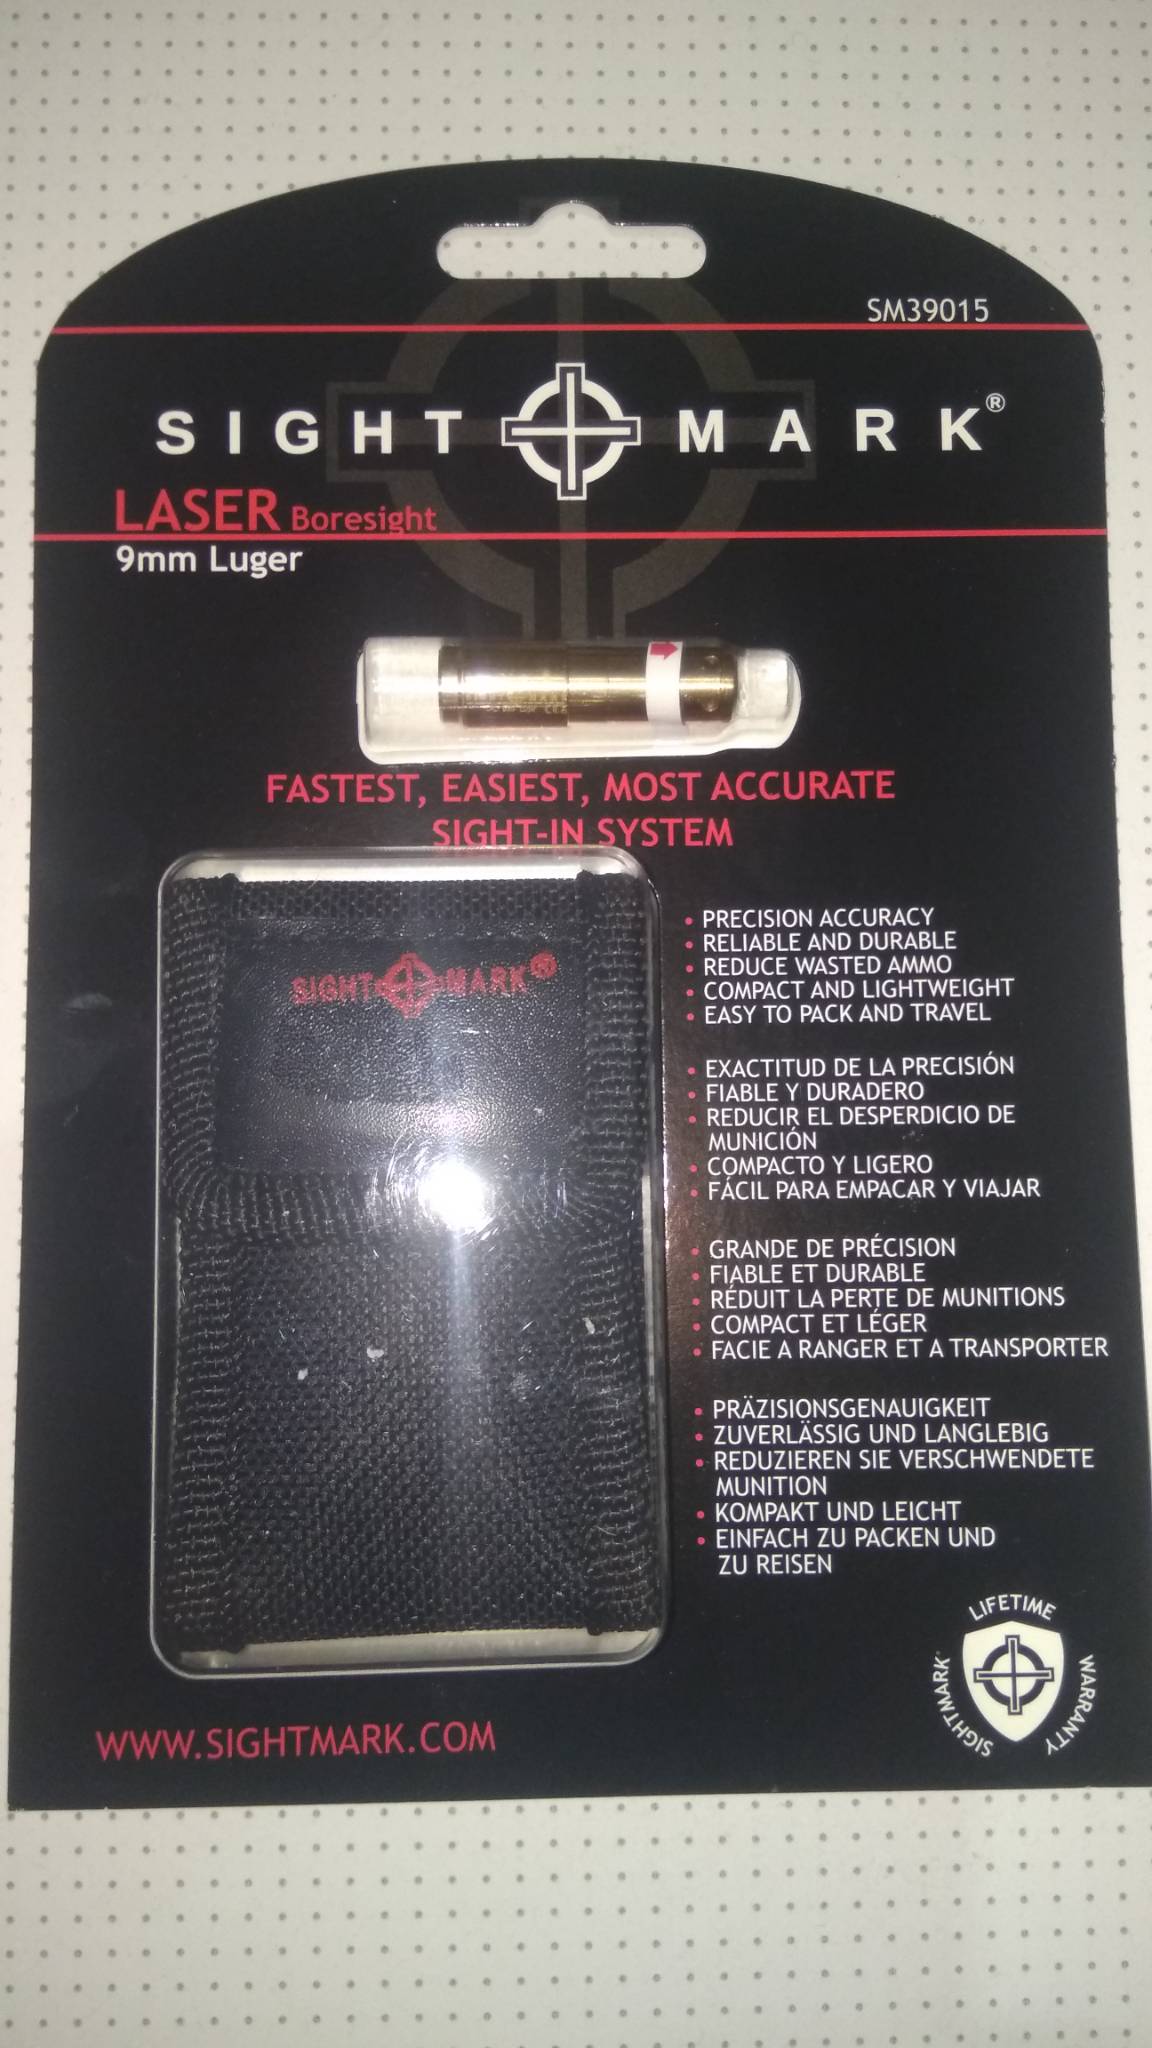 SM39015
SIGHT MARK®
LASER Boresight
9mm Luger
FASTEST, EASIEST, MOST ACCURATE
SIGHT-IN SYSTEM
SIGHT MARK®
• PRECISION ACCURACY
• RELIABLE AND DURABLE
• REDUCE WASTED AMMO
• COMPACT AND LIGHTWEIGHT
• EASY TO PACK AND TRAVEL
• EXACTITUD DE LA PRECISIÓN
• FIABLE Y DURADERO
• REDUCIR EL DESPERDICIO DE
MUNICIÓN
• COMPACTO Y LIGERO
• FÁCIL PARA EMPACAR Y VIAJAR
• GRANDE DE PRÉCISION
• FIABLE ET DURABLE
• RÉDUIT LA PERTE DE MUNITIONS
• COMPACT ET LÉGER
• FACIE A RANGER ET A TRANSPORTER
• PRÄZISIONSGENAUIGKEIT
• ZUVERLÄSSIG UND LANGLEBIG
• REDUZIEREN SIE VERSCHWENDETE
MUNITION
• KOMPAKT UND LEICHT
• EINFACH ZU PACKEN UND
ZU REISEN
SIGHTMARK LIFETIME WARRANTY
WWW.SIGHTMARK.COM